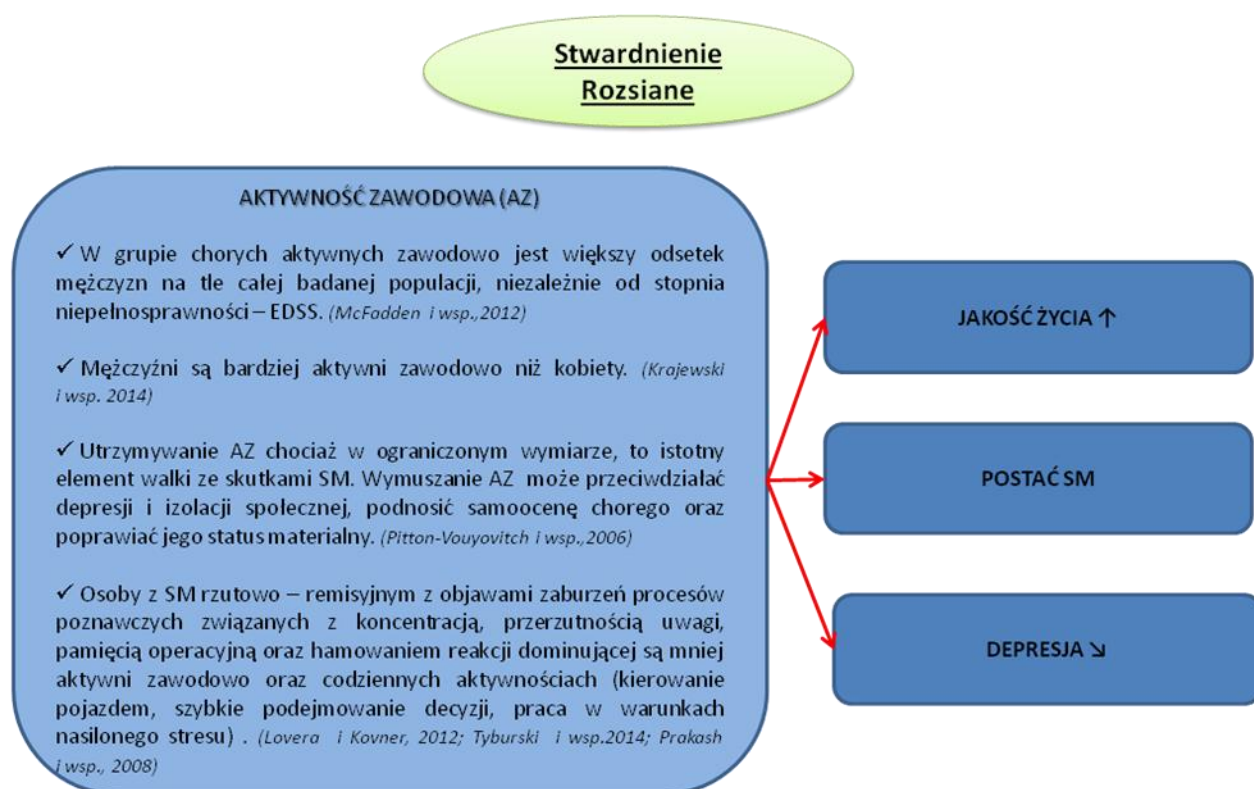 Stwardnienie
Rozsiane
AKTYWNOŚĆ ZAWODOWA (AZ)
✓ W grupie chorych aktywnych zawodowo jest większy odsetek
mężczyzn na tle całej badanej populacji, niezależnie od stopnia
niepełnosprawności – EDSS. (McFadden i wsp.,2012)
✓ Mężczyźni są bardziej aktywni zawodowo niż kobiety. (Krajewski
i wsp. 2014)
✓ Utrzymywanie AZ chociaż w ograniczonym wymiarze, to istotny
element walki ze skutkami SM. Wymuszanie AZ może przeciwdziałać
depresji i izolacji społecznej, podnosić samoocenę chorego oraz
poprawiać jego status materialny. (Pitton-Vouyovitch i wsp.,2006)
✓ Osoby z SM rzutowo – remisyjnym z objawami zaburzeń procesów
poznawczych związanych z koncentracją, przerzutnością uwagi,
pamięcią operacyjną oraz hamowaniem reakcji dominującej są mniej
aktywni zawodowo oraz codziennych aktywnościach (kierowanie
pojazdem, szybkie podejmowanie decyzji, praca w warunkach
nasilonego stresu) . (Lovera i Kovner, 2012; Tyburski i wsp.2014; Prakash
i wsp., 2008)
JAKOŚĆ ŻYCIA ↑
POSTAĆ SM
DEPRESJA ↘